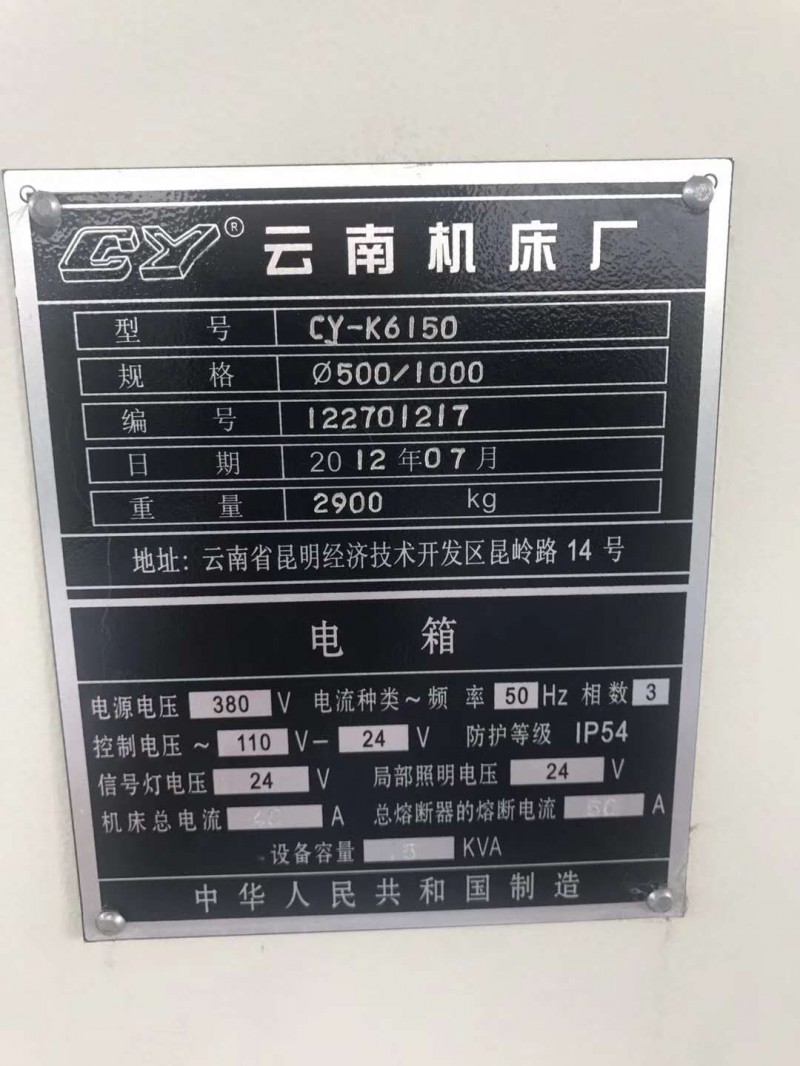 CY® 云南机床厂
型号 CY-K6150
规格 Ø500/1000
编号 122701217
日期 2012年07月
重量 2900 kg
地址：云南省昆明经济技术开发区昆岭路 14 号
电箱
电源电压 380 V 电流种类～频 率 50 Hz 相数 3
控制电压～ 110 V— 24 V 防护等级 IP54
信号灯电压 24 V 局部照明电压 24 V
机床总电流 A 总熔断器的熔断电流 A
设备容量 KVA
中华人民共和国制造